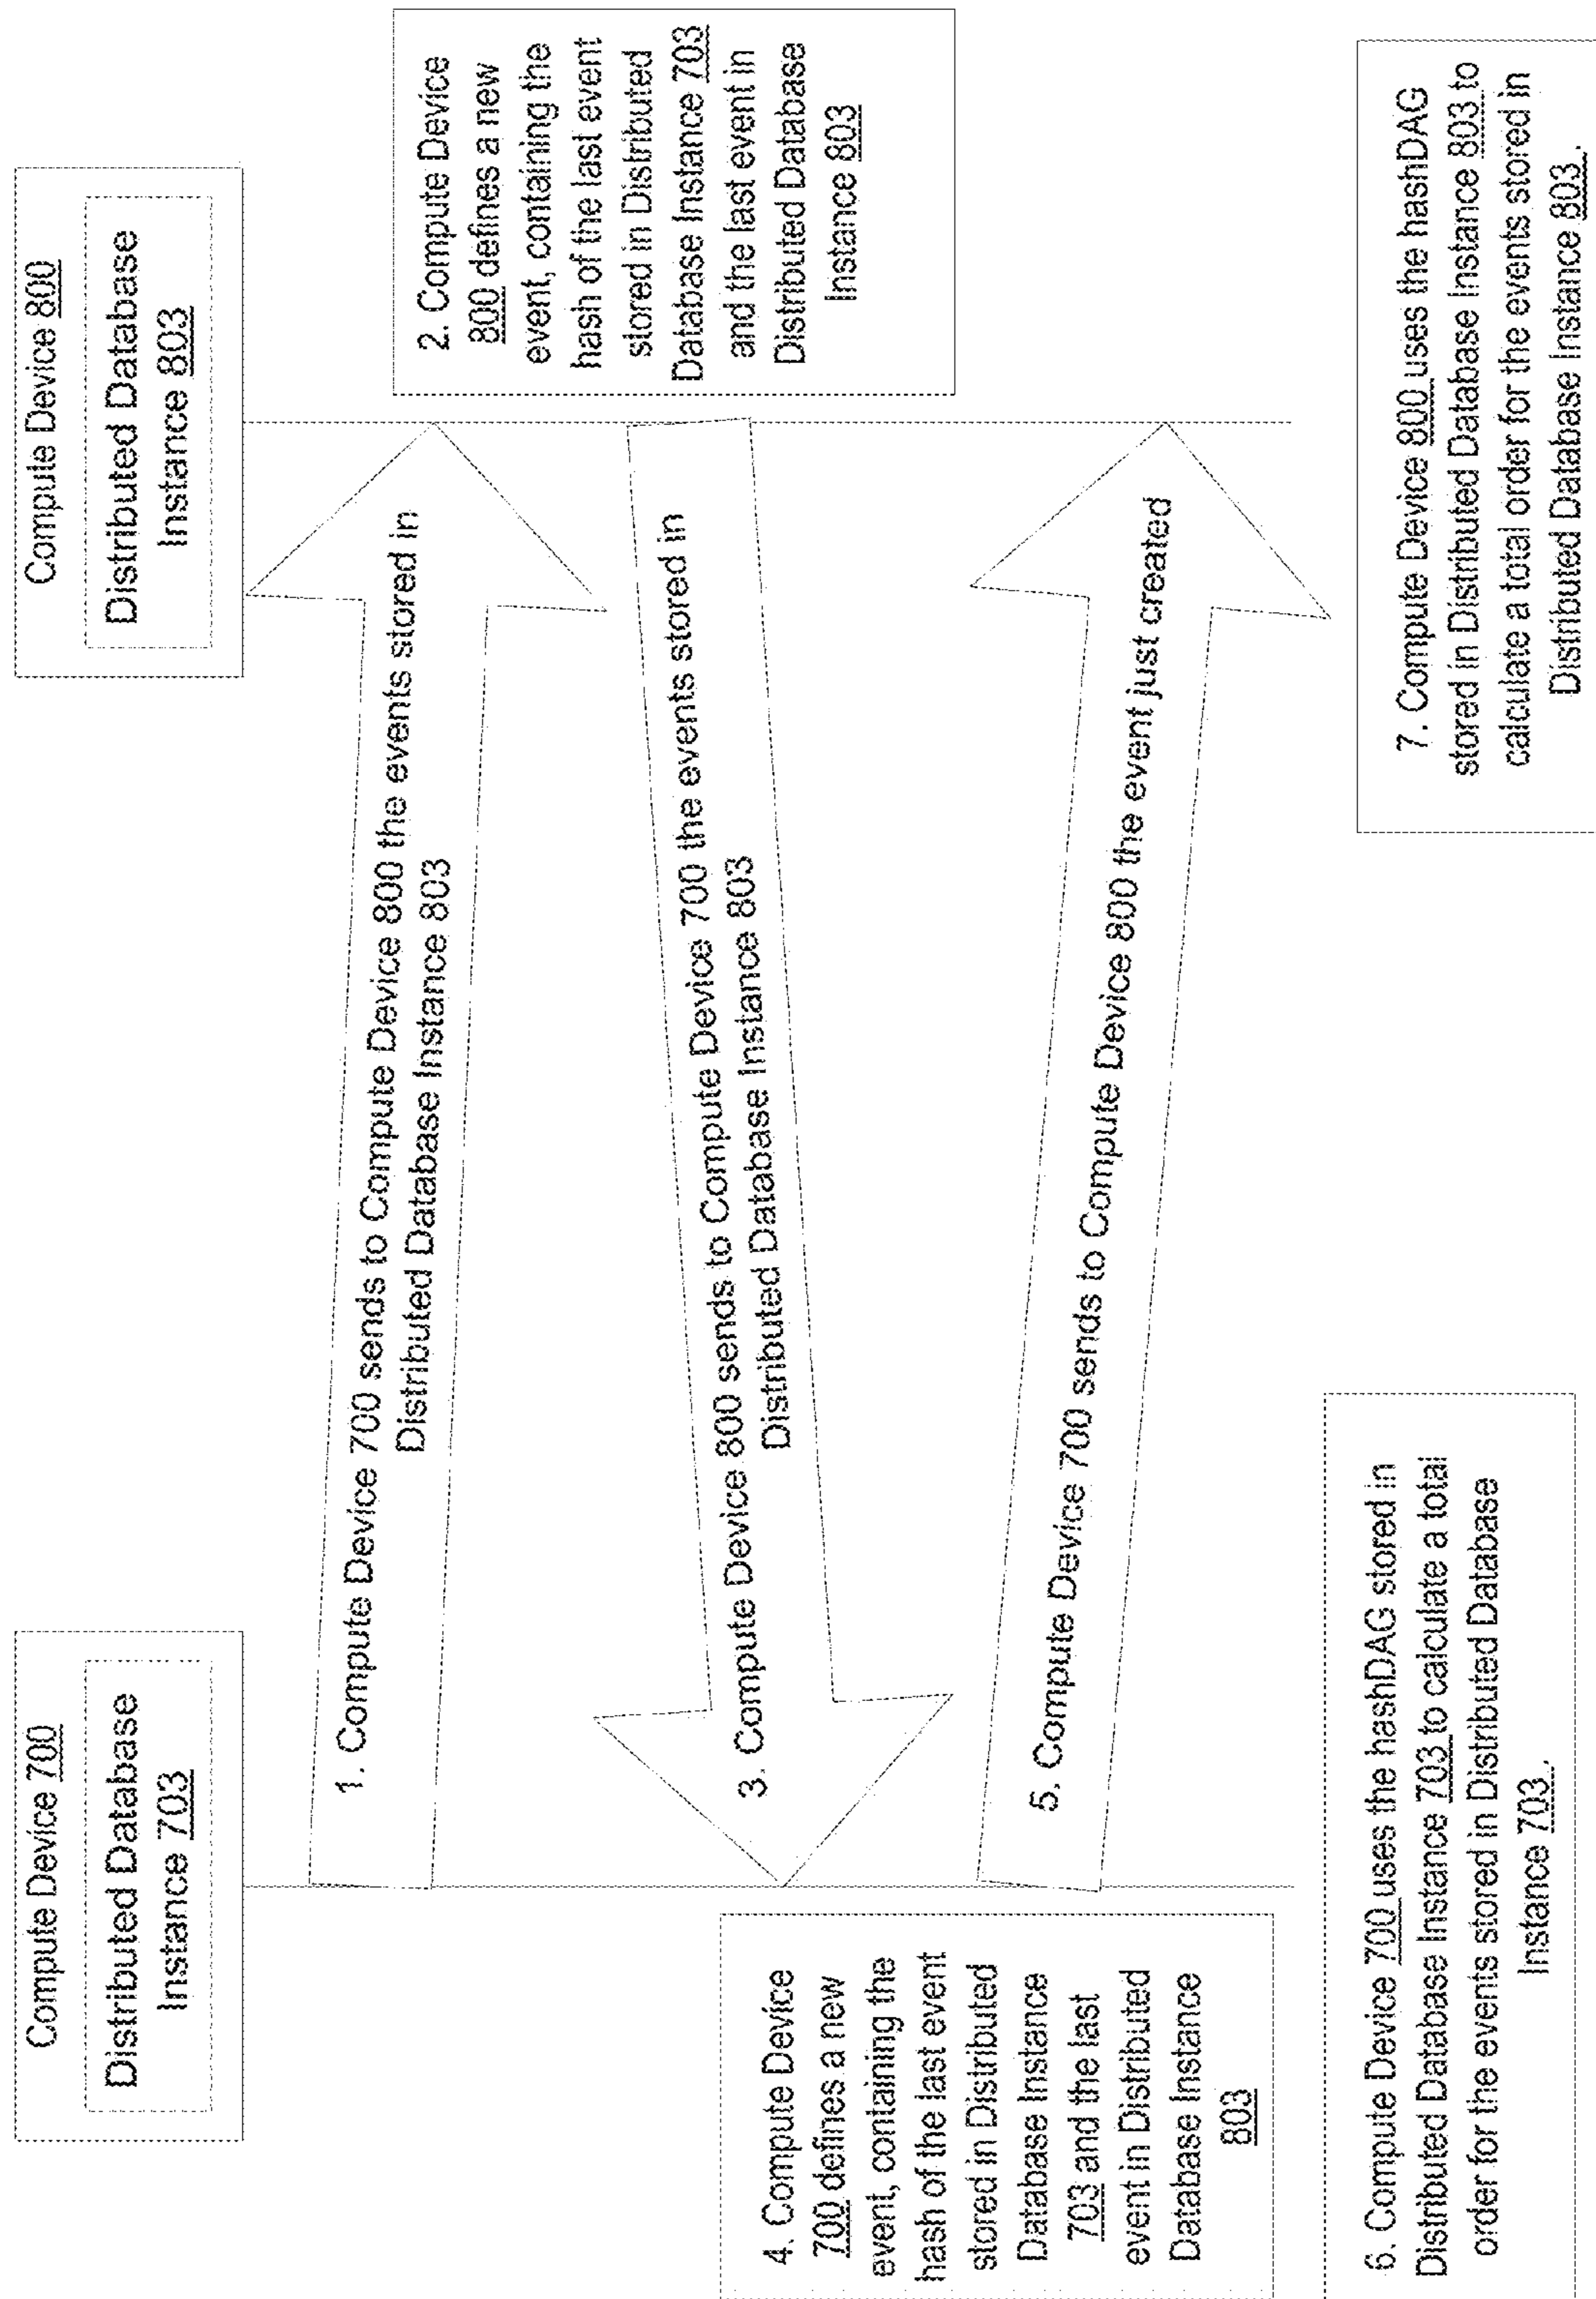 Compute Device 700
Distributed Database
Instance 703
Compute Device 800
Distributed Database
Instance 803
1. Compute Device 700 sends to Compute Device 800 the events stored in
Distributed Database Instance 803
2. Compute Device
800 defines a new
event, containing the
hash of the last event
stored in Distributed
Database Instance 703
and the last event in
Distributed Database
Instance 803
3. Compute Device 800 sends to Compute Device 700 the events stored in
Distributed Database Instance 803
4. Compute Device
700 defines a new
event, containing the
hash of the last event
stored in Distributed
Database Instance
703 and the last
event in Distributed
Database Instance
803
5. Compute Device 700 sends to Compute Device 800 the event just created
6. Compute Device 700 uses the hashDAG stored in
Distributed Database Instance 703 to calculate a total
order for the events stored in Distributed Database
Instance 703.
7. Compute Device 800 uses the hashDAG
stored in Distributed Database Instance 803 to
calculate a total order for the events stored in
Distributed Database Instance 803.